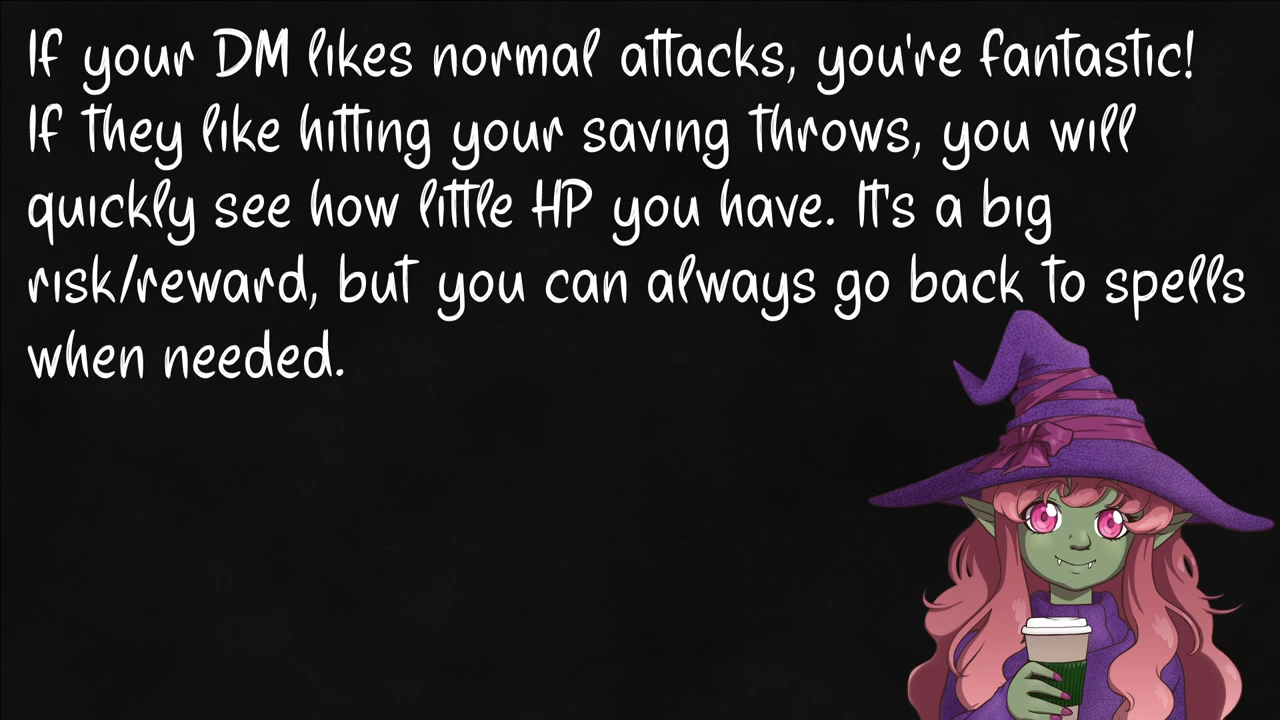 If your DM likes normal attacks, you're fantastic!
If they like hitting your saving throws, you will
quickly see how little HP you have. It's a big
risk/reward, but you can always go back to spells
when needed.